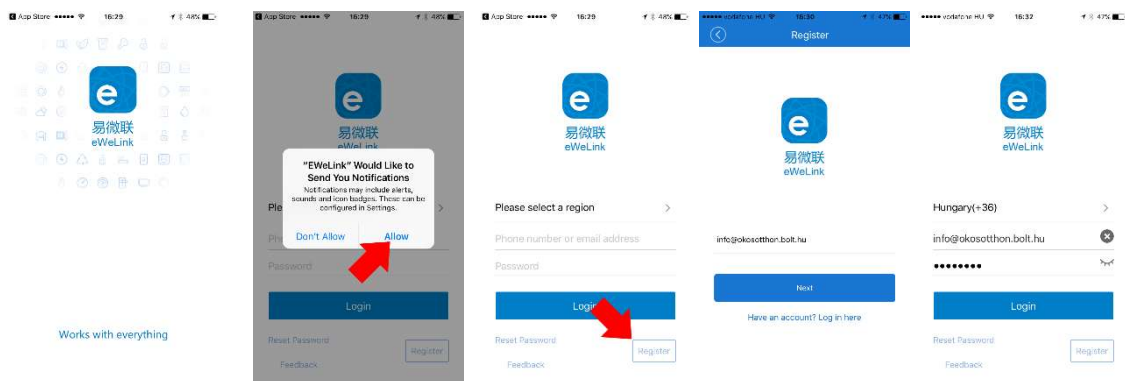 App Store 16:29 48%
易微联
eWeLink
Works with everything
App Store 16:29 48%
易微联
eWeLink
"EWeLink" Would Like to
Send You Notifications
Notifications may include alerts,
sounds and icon badges. These can be
configured in Settings.
Don't Allow Allow
Ple
Password
Login
Reset Password
Register
Feedback
App Store 16:29 48%
易微联
eWeLink
Please select a region
Phone number or email address
Password
Login
Reset Password
Register
Feedback
vodafone HU 16:30 47%
Register
易微联
eWeLink
info@okosotthon.bolt.hu
Next
Have an account? Log in here
vodafone HU 16:32 47%
易微联
eWeLink
Hungary(+36)
info@okosotthon.bolt.hu
Login
Reset Password
Register
Feedback